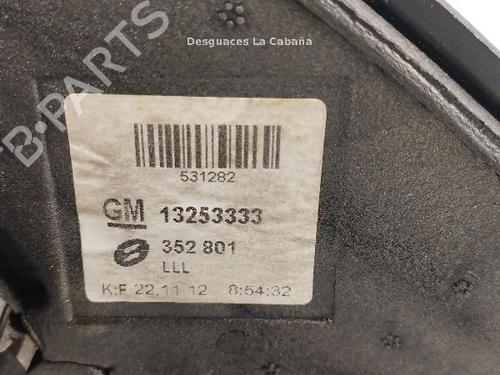 Desguaces La Cabaña
B-PARTS
531282
GM 13253333
352 801
LLL
K:F 22.11.12 8:54:32